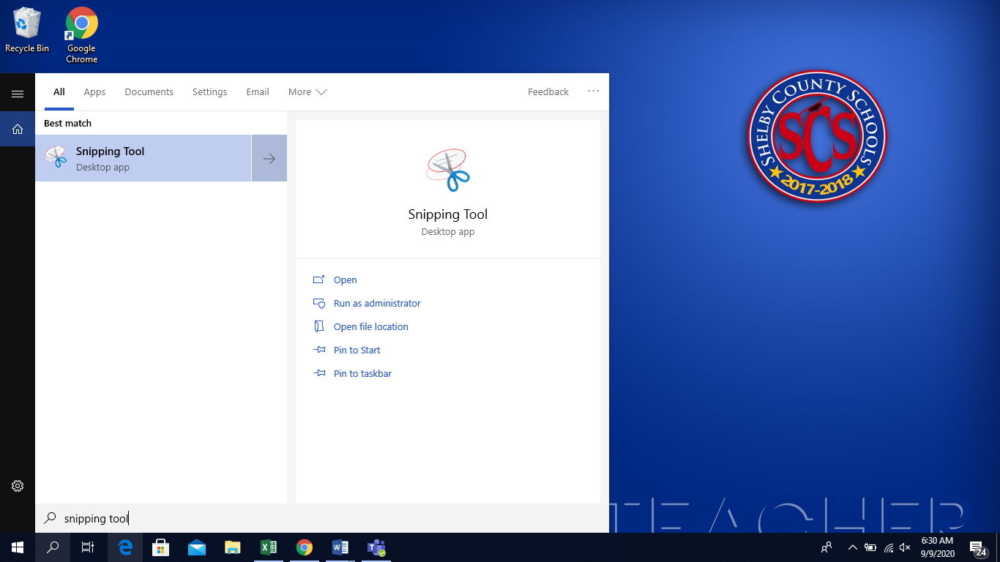 Recycle Bin
Google
Chrome
All
Apps
Documents
Settings
Email
More
Feedback
Best match
Snipping Tool
Desktop app
Snipping Tool
Desktop app
Open
Run as administrator
Open file location
Pin to Start
Pin to taskbar
SHELBY COUNTY SCHOOLS
SCS
2017-2018
TEACHER
snipping tool
6:30 AM
9/9/2020
24